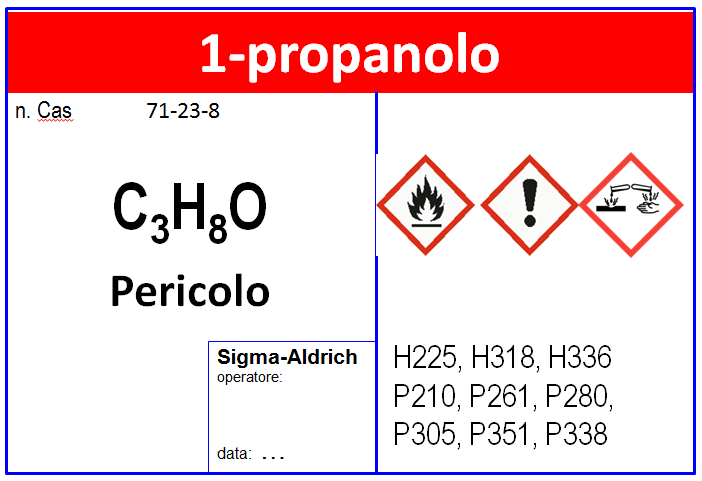 1-propanolo
n. Cas 71-23-8
C₃H₈O
Pericolo
Sigma-Aldrich
operatore:
data: ...
H225, H318, H336
P210, P261, P280,
P305, P351, P338